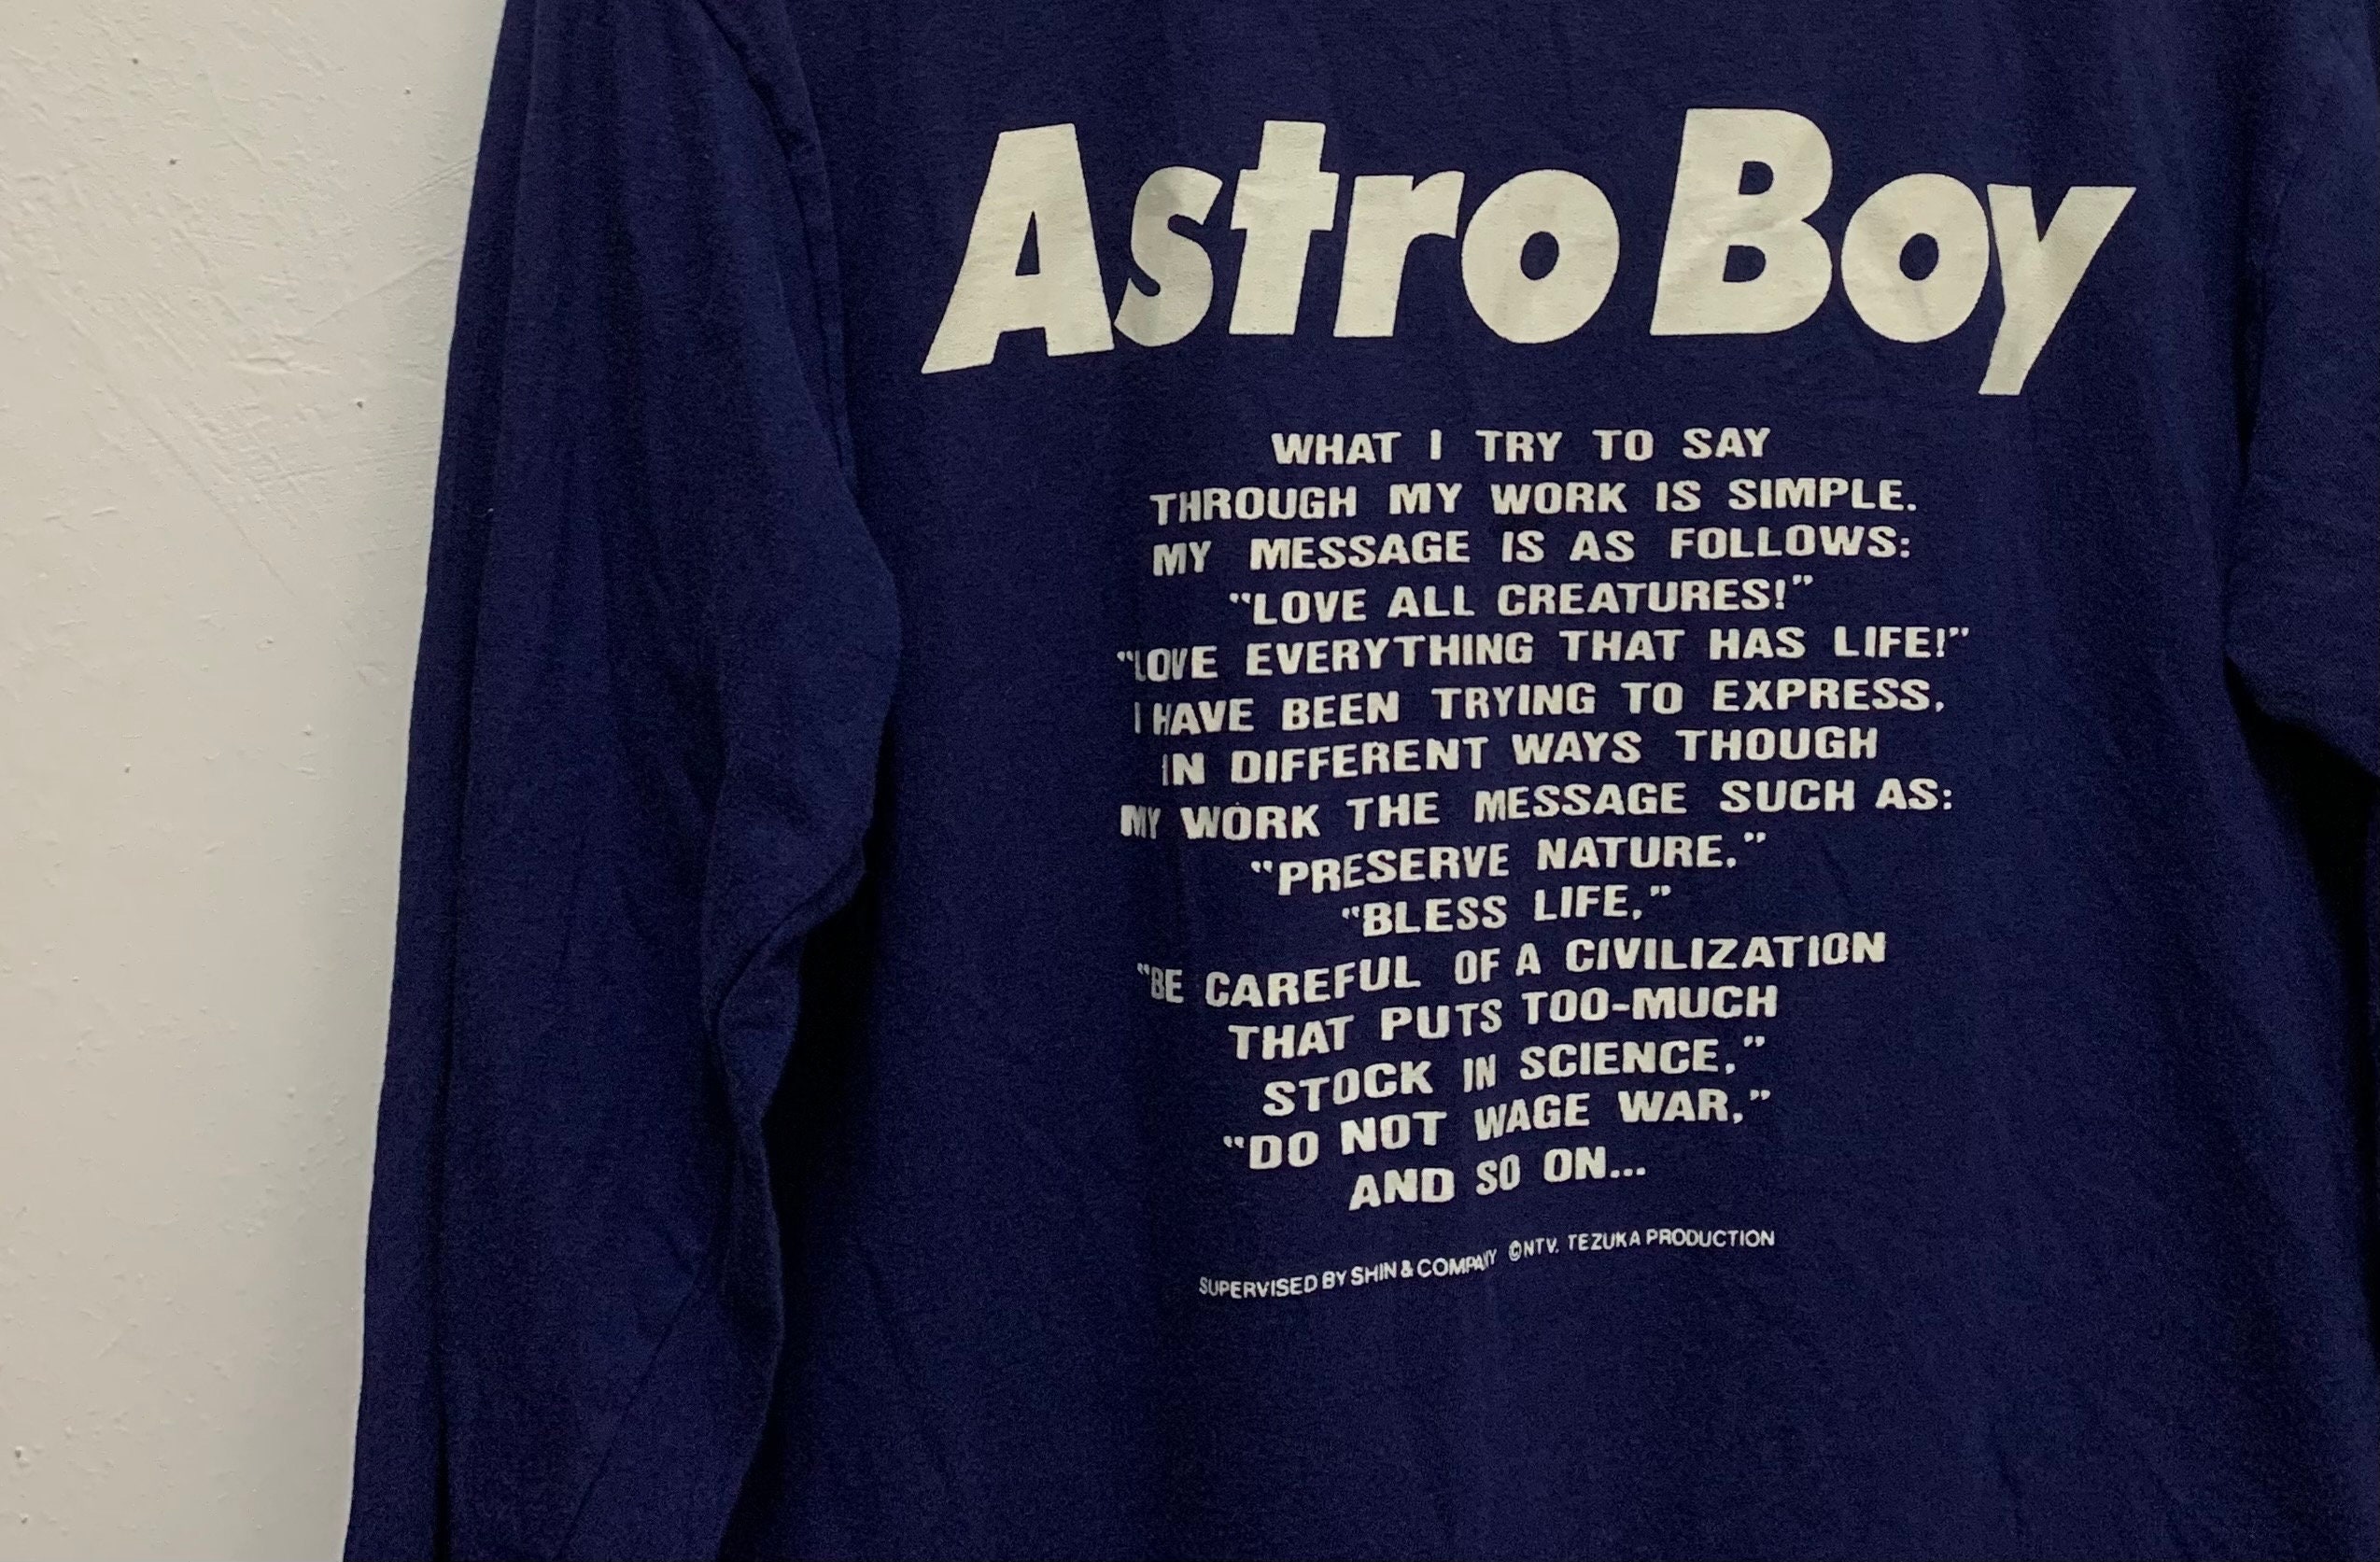 Astro Boy
WHAT I TRY TO SAY
THROUGH MY WORK IS SIMPLE.
MY MESSAGE IS AS FOLLOWS:
"LOVE ALL CREATURES!"
"LOVE EVERYTHING THAT HAS LIFE!"
I HAVE BEEN TRYING TO EXPRESS,
IN DIFFERENT WAYS THOUGH
MY WORK THE MESSAGE SUCH AS:
"PRESERVE NATURE,"
"BLESS LIFE,"
"BE CAREFUL OF A CIVILIZATION
THAT PUTS TOO-MUCH
STOCK IN SCIENCE,"
"DO NOT WAGE WAR,"
AND SO ON...
SUPERVISED BY SHIN & COMPANY ©NTV. TEZUKA PRODUCTION